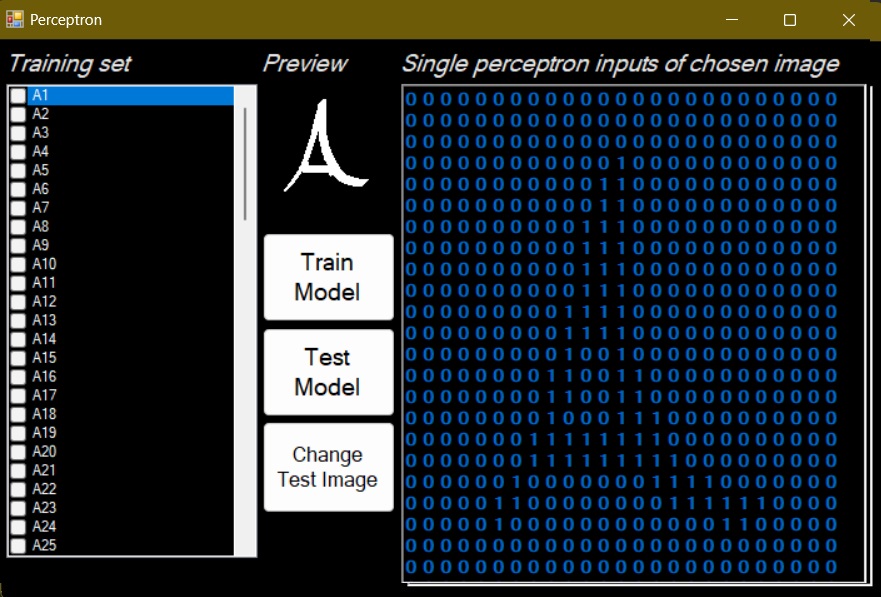 Perceptron
Training set
A1
A2
A3
A4
A5
A6
A7
A8
A9
A10
A11
A12
A13
A14
A15
A16
A17
A18
A19
A20
A21
A22
A23
A24
A25
Preview
A
Train
Model
Test
Model
Change
Test Image
Single perceptron inputs of chosen image
0 0 0 0 0 0 0 0 0 0 0 0 0 0 0 0 0 0 0 0 0 0 0 0 0
0 0 0 0 0 0 0 0 0 0 0 0 0 0 0 0 0 0 0 0 0 0 0 0 0
0 0 0 0 0 0 0 0 0 0 0 0 0 0 0 0 0 0 0 0 0 0 0 0 0
0 0 0 0 0 0 0 0 0 0 0 0 1 0 0 0 0 0 0 0 0 0 0 0 0
0 0 0 0 0 0 0 0 0 0 0 1 1 0 0 0 0 0 0 0 0 0 0 0 0
0 0 0 0 0 0 0 0 0 0 0 1 1 0 0 0 0 0 0 0 0 0 0 0 0
0 0 0 0 0 0 0 0 0 0 1 1 1 0 0 0 0 0 0 0 0 0 0 0 0
0 0 0 0 0 0 0 0 0 0 1 1 1 0 0 0 0 0 0 0 0 0 0 0 0
0 0 0 0 0 0 0 0 0 0 1 1 1 0 0 0 0 0 0 0 0 0 0 0 0
0 0 0 0 0 0 0 0 0 0 1 1 1 0 0 0 0 0 0 0 0 0 0 0 0
0 0 0 0 0 0 0 0 0 1 1 1 1 0 0 0 0 0 0 0 0 0 0 0 0
0 0 0 0 0 0 0 0 0 1 1 1 1 0 0 0 0 0 0 0 0 0 0 0 0
0 0 0 0 0 0 0 0 0 1 0 0 1 0 0 0 0 0 0 0 0 0 0 0 0
0 0 0 0 0 0 0 0 1 1 0 0 1 1 0 0 0 0 0 0 0 0 0 0 0
0 0 0 0 0 0 0 0 1 1 0 0 1 1 0 0 0 0 0 0 0 0 0 0 0
0 0 0 0 0 0 0 0 1 0 0 0 1 1 1 0 0 0 0 0 0 0 0 0 0
0 0 0 0 0 0 0 1 1 1 1 1 1 1 1 0 0 0 0 0 0 0 0 0 0
0 0 0 0 0 0 0 1 1 1 1 1 1 1 1 1 0 0 0 0 0 0 0 0 0
0 0 0 0 0 0 1 0 0 0 0 0 0 0 1 1 1 1 0 0 0 0 0 0 0
0 0 0 0 0 1 1 0 0 0 0 0 0 0 0 1 1 1 1 1 1 0 0 0 0
0 0 0 0 0 1 0 0 0 0 0 0 0 0 0 0 0 0 1 1 0 0 0 0 0
0 0 0 0 0 0 0 0 0 0 0 0 0 0 0 0 0 0 0 0 0 0 0 0 0
0 0 0 0 0 0 0 0 0 0 0 0 0 0 0 0 0 0 0 0 0 0 0 0 0